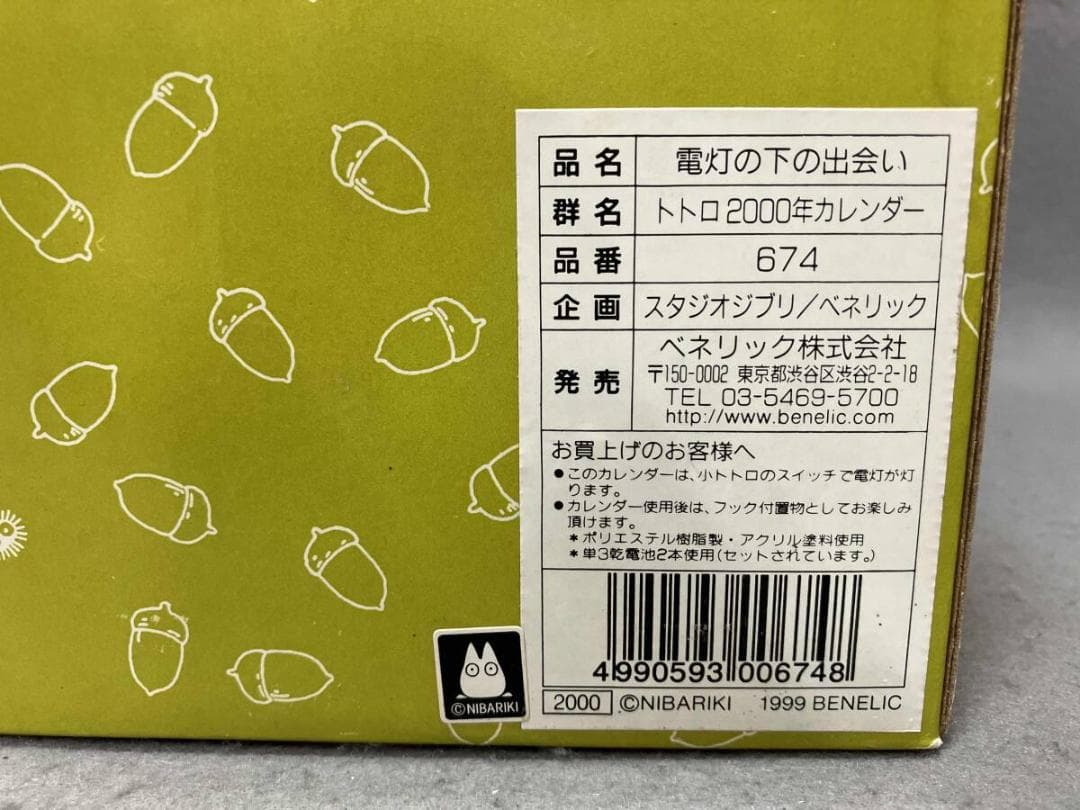 品名 電灯の下の出会い
群名 トトロ2000年カレンダー
品番 674
企画 スタジオジブリ/ベネリック
発売 ベネリック株式会社
〒150-0002 東京都渋谷区渋谷2-2-18
TEL 03-5469-5700
http://www.benelic.com
お買上げのお客様へ
●このカレンダーは、小トトロのスイッチで電灯が灯
ります。
●カレンダー使用後は、フック付置物としてお楽しみ
頂けます。
*ポリエステル樹脂製・アクリル塗料使用
*単3乾電池2本使用(セットされています。)
4990593 006748
2000 ©NIBARIKI 1999 BENELIC
©NIBARIKI